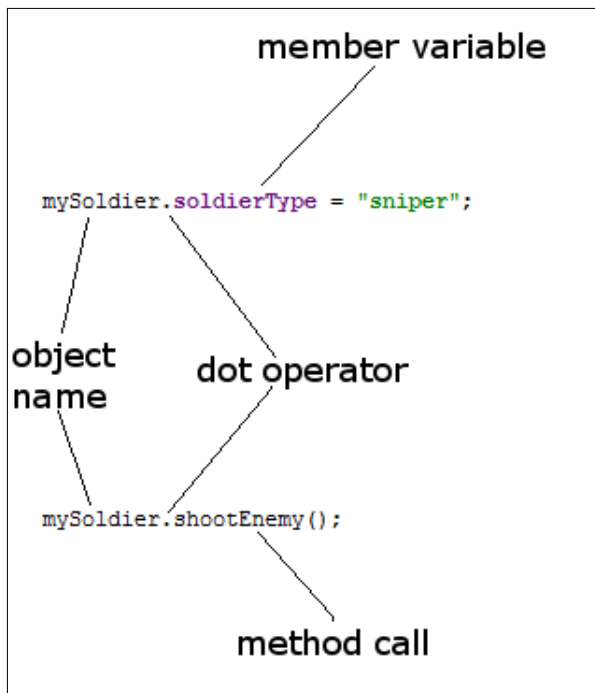 member variable
mySoldier.soldierType = "sniper";
object
name
dot operator
mySoldier.shootEnemy();
method call